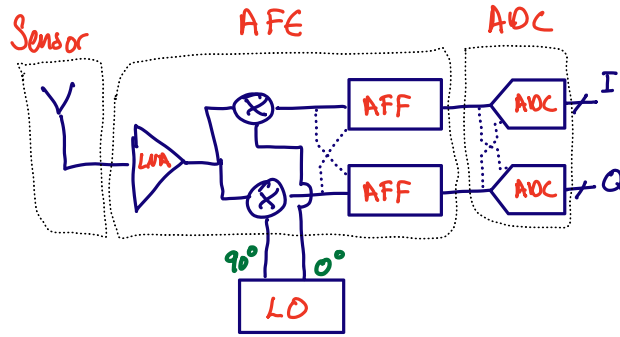 Sensor
AFE
ADC
AFF
ADC
I
LNA
AFF
ADC
Q
90°
0°
LO